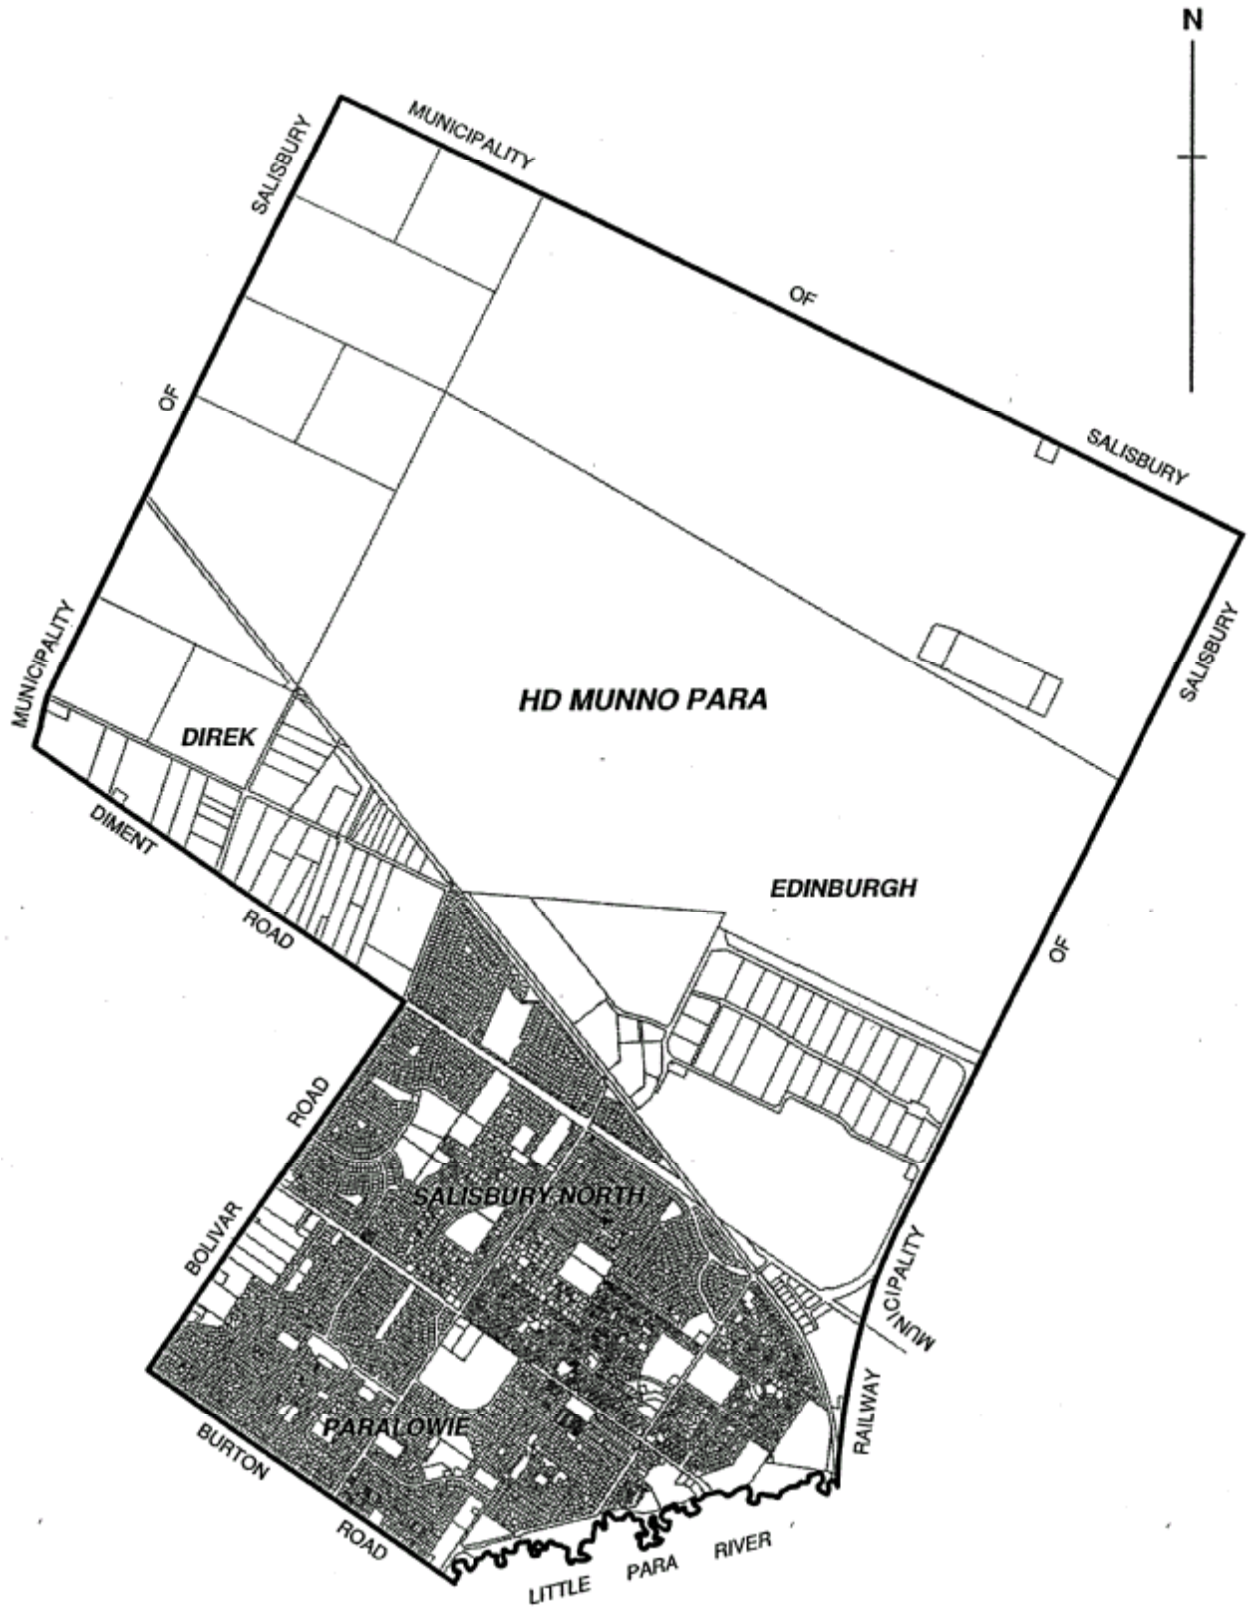 N
MUNICIPALITY
OF
SALISBURY
SALISBURY
OF
MUNICIPALITY
SALISBURY
OF
MUNICIPALITY
HD MUNNO PARA
DIREK
EDINBURGH
DIMENT
ROAD
ROAD
BOLIVAR
SALISBURY NORTH
PARALOWIE
RAILWAY
BURTON
ROAD
LITTLE PARA RIVER